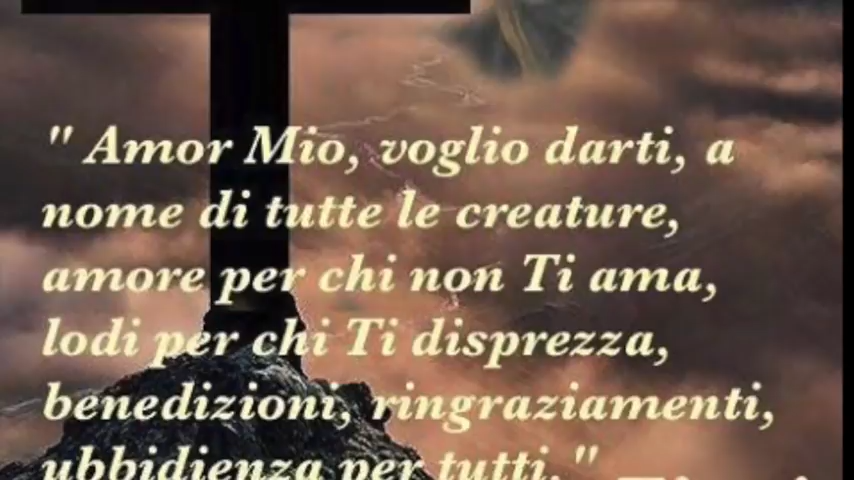 " Amor Mio, voglio darti, a
nome di tutte le creature,
amore per chi non Ti ama,
lodi per chi Ti disprezza,
benedizioni, ringraziamenti,
ubbidienza per tutti."